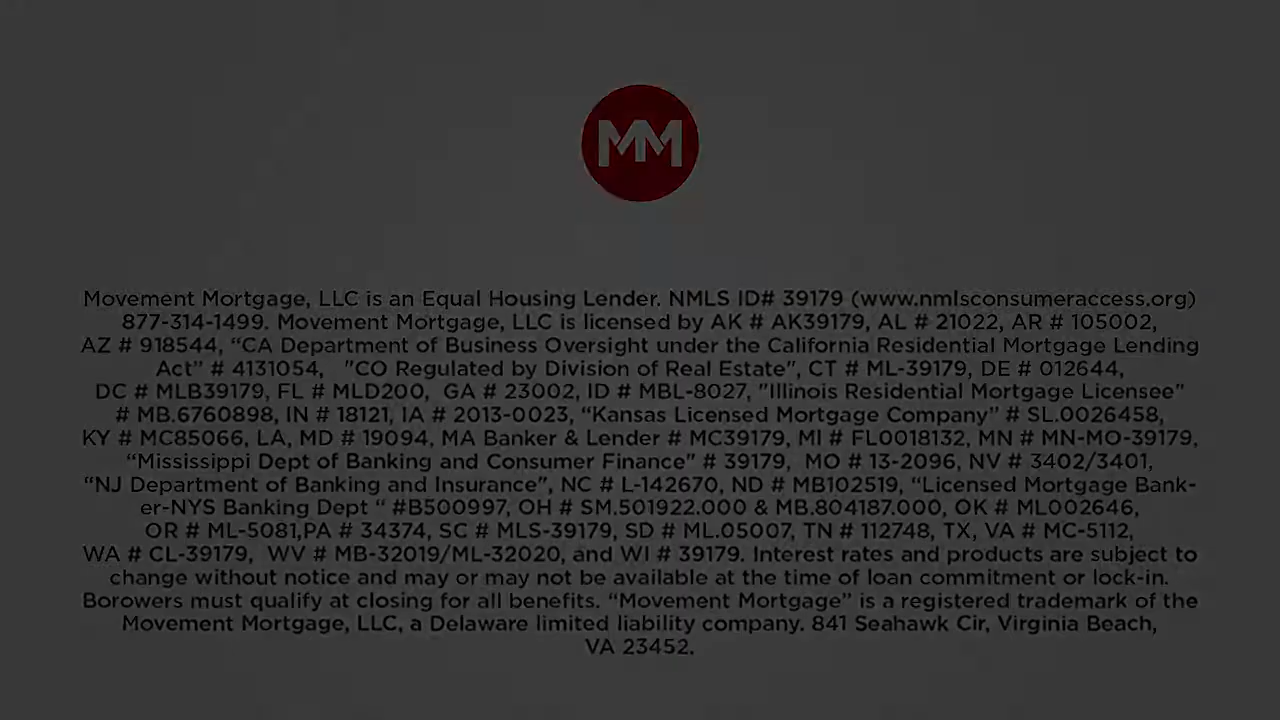 MM
Movement Mortgage, LLC is an Equal Housing Lender. NMLS ID# 39179 (www.nmlsconsumeraccess.org)
877-314-1499. Movement Mortgage, LLC is licensed by AK # AK39179, AL # 21022, AR # 105002,
AZ # 918544, “CA Department of Business Oversight under the California Residential Mortgage Lending
Act” # 4131054, "CO Regulated by Division of Real Estate", CT # ML-39179, DE # 012644,
DC # MLB39179, FL # MLD200, GA # 23002, ID # MBL-8027, "Illinois Residential Mortgage Licensee”
# MB.6760898, IN # 18121, IA # 2013-0023, “Kansas Licensed Mortgage Company” # SL.0026458,
KY # MC85066, LA, MD # 19094, MA Banker & Lender # MC39179, MI # FL0018132, MN # MN-MO-39179,
“Mississippi Dept of Banking and Consumer Finance" # 39179, MO # 13-2096, NV # 3402/3401,
“NJ Department of Banking and Insurance", NC # L-142670, ND # MB102519, “Licensed Mortgage Bank-
er-NYS Banking Dept “ #B500997, OH # SM.501922.000 & MB.804187.000, OK # ML002646,
OR # ML-5081,PA # 34374, SC # MLS-39179, SD # ML.05007, TN # 112748, TX, VA # MC-5112,
WA # CL-39179, WV # MB-32019/ML-32020, and WI # 39179. Interest rates and products are subject to
change without notice and may or may not be available at the time of loan commitment or lock-in.
Borowers must qualify at closing for all benefits. “Movement Mortgage” is a registered trademark of the
Movement Mortgage, LLC, a Delaware limited liability company. 841 Seahawk Cir, Virginia Beach,
VA 23452.